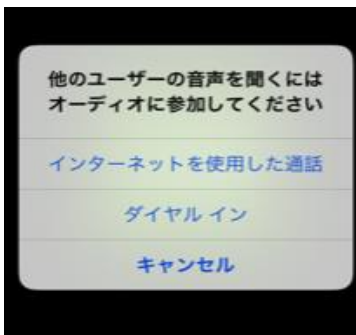 他のユーザーの音声を聞くには
オーディオに参加してください
インターネットを使用した通話
ダイヤル イン
キャンセル